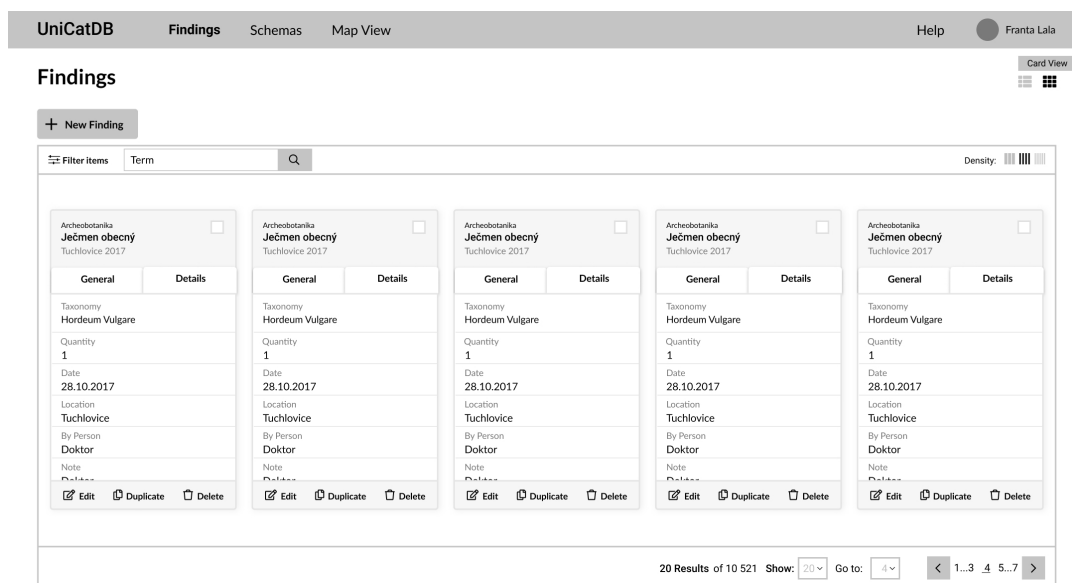 UniCatDB Findings Schemas Map View Help Franta Lala
Card View
Findings
New Finding
Filter items Term Density:
Archeobotanika Archeobotanika Archeobotanika Archeobotanika Archeobotanika
Ječmen obecný Ječmen obecný Ječmen obecný Ječmen obecný Ječmen obecný
Tuchlovice 2017 Tuchlovice 2017 Tuchlovice 2017 Tuchlovice 2017 Tuchlovice 2017
General Details General Details General Details General Details General Details
Taxonomy Taxonomy Taxonomy Taxonomy Taxonomy
Hordeum Vulgare Hordeum Vulgare Hordeum Vulgare Hordeum Vulgare Hordeum Vulgare
Quantity Quantity Quantity Quantity Quantity
1 1 1 1 1
Date Date Date Date Date
28.10.2017 28.10.2017 28.10.2017 28.10.2017 28.10.2017
Location Location Location Location Location
Tuchlovice Tuchlovice Tuchlovice Tuchlovice Tuchlovice
By Person By Person By Person By Person By Person
Doktor Doktor Doktor Doktor Doktor
Note Note Note Note Note
Doktor Doktor Doktor Doktor Doktor
Edit Duplicate Delete Edit Duplicate Delete Edit Duplicate Delete Edit Duplicate Delete Edit Duplicate Delete
20 Results of 10 521 Show: 20 Go to: 4 1...3 4 5...7